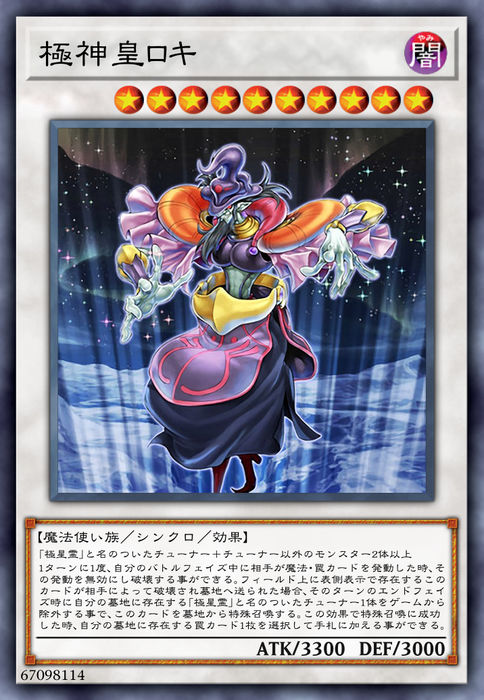 極神皇ロキ
やみ
闇
【魔法使い族／シンクロ／効果】
「極星霊」と名のついたチューナー＋チューナー以外のモンスター2体以上
1ターンに1度、自分のバトルフェイズ中に相手が魔法・罠カードを発動した時、そ
の発動を無効にし破壊する事ができる。フィールド上に表側表示で存在するこの
カードが相手によって破壊され墓地へ送られた場合、そのターンのエンドフェイ
ズ時に自分の墓地に存在する「極星霊」と名のついたチューナー1体をゲームから
除外する事で、このカードを墓地から特殊召喚する。この効果で特殊召喚に成功
した時、自分の墓地に存在する罠カード1枚を選択して手札に加える事ができる。
ATK/3300 DEF/3000
67098114